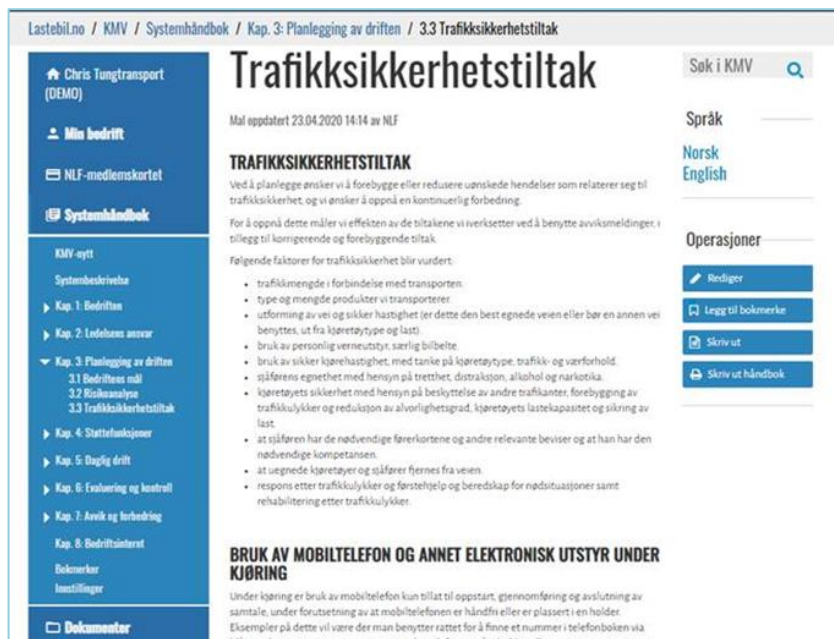 Lastebil.no / KMV / Systemhåndbok / Kap. 3: Planlegging av driften / 3.3 Trafikksikkerhetstiltak
Chris Tungtransport
(DEMO)
Min bedrift
NLF-medlemskortet
Systemhåndbok
KMV-nytt
Systembeskrivelse
Kap. 1: Bedriften
Kap. 2: Ledelsens ansvar
Kap. 3: Planlegging av driften
3.1 Bedriftens mål
3.2 Risikoanalyse
3.3 Trafikksikkerhetstiltak
Kap. 4: Støttefunksjoner
Kap. 5: Daglig drift
Kap. 6: Evaluering og kontroll
Kap. 7: Avvik og forbedring
Kap. 8: Bedriftsinternt
Bokmerker
Innstillinger
Dokumenter
Trafikksikkerhetstiltak
Mal oppdatert 23.04.2020 14:14 av NLF
TRAFIKKSIKKERHETSTILTAK
Ved å planlegge ønsker vi å forebygge eller redusere uønskede hendelser som relaterer seg til
trafikksikkerhet, og vi ønsker å oppnå en kontinuerlig forbedring.
For å oppnå dette måler vi effekten av de tiltakene vi iverksetter ved å benytte avviksmeldinger, i
tillegg til korrigerende og forebyggende tiltak.
Følgende faktorer for trafikksikkerhet blir vurdert:
• trafikkmengde i forbindelse med transporten.
• type og mengde produkter vi transporterer.
• utforming av vei og sikker hastighet (er dette den best egnede veien eller bør en annen vei
benyttes, ut fra kjøretøytype og last).
• bruk av personlig verneutstyr, særlig bilbelte.
• bruk av sikker kjørehastighet, med tanke på kjøretøytype, trafikk- og værforhold.
• sjåførens egnethet med hensyn på tretthet, distraksjon, alkohol og narkotika.
• kjøretøyets sikkerhet med hensyn på beskyttelse av andre trafikanter, forebygging av
trafikkulykker og reduksjon av alvorlighetsgrad, kjøretøyets lastekapasitet og sikring av
last.
• at sjåføren har de nødvendige førerkortene og andre relevante beviser og at han har den
nødvendige kompetansen.
• at uegnede kjøretøyer og sjåfører fjernes fra veien.
• respons etter trafikkulykker og førstehjelp og beredskap for nødsituasjoner samt
rehabilitering etter trafikkulykker.
BRUK AV MOBILTELEFON OG ANNET ELEKTRONISK UTSTYR UNDER
KJØRING
Under kjøring er bruk av mobiltelefon kun tillat til oppstart, gjennomføring og avslutning av
samtale, under forutsetning av at mobiltelefonen er håndfri eller er plassert i en holder.
Eksempler på dette vil være der man benytter rattet for å finne et nummer i telefonboken via
Søk i KMV
Språk
Norsk
English
Operasjoner
Rediger
Legg til bokmerke
Skriv ut
Skriv ut håndbok